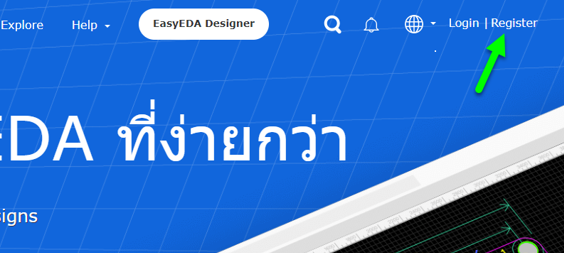 Explore Help EasyEDA Designer Login | Register
EDA ที่ง่ายกว่า
signs